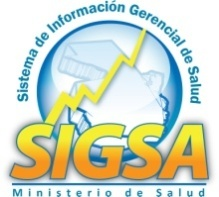 Sistema de Información Gerencial de Salud
SIGSA
Ministerio de Salud